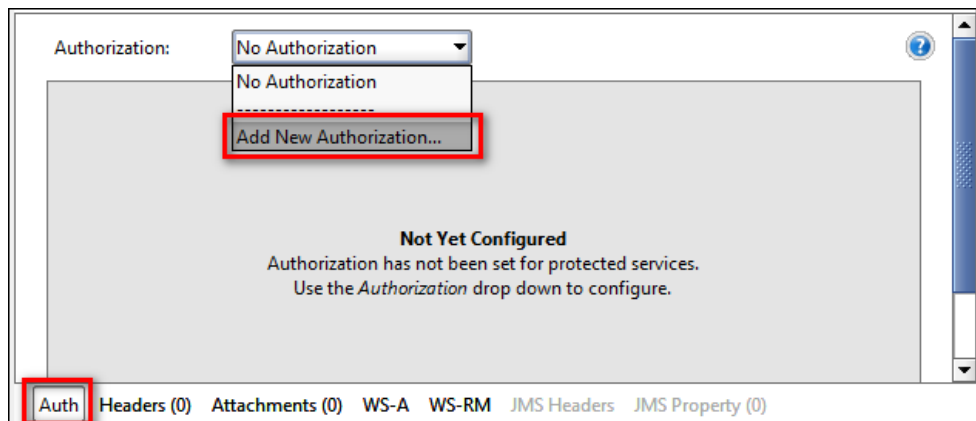 Authorization: No Authorization
No Authorization
------------------
Add New Authorization...
Not Yet Configured
Authorization has not been set for protected services.
Use the Authorization drop down to configure.
Auth Headers (0) Attachments (0) WS-A WS-RM JMS Headers JMS Property (0)